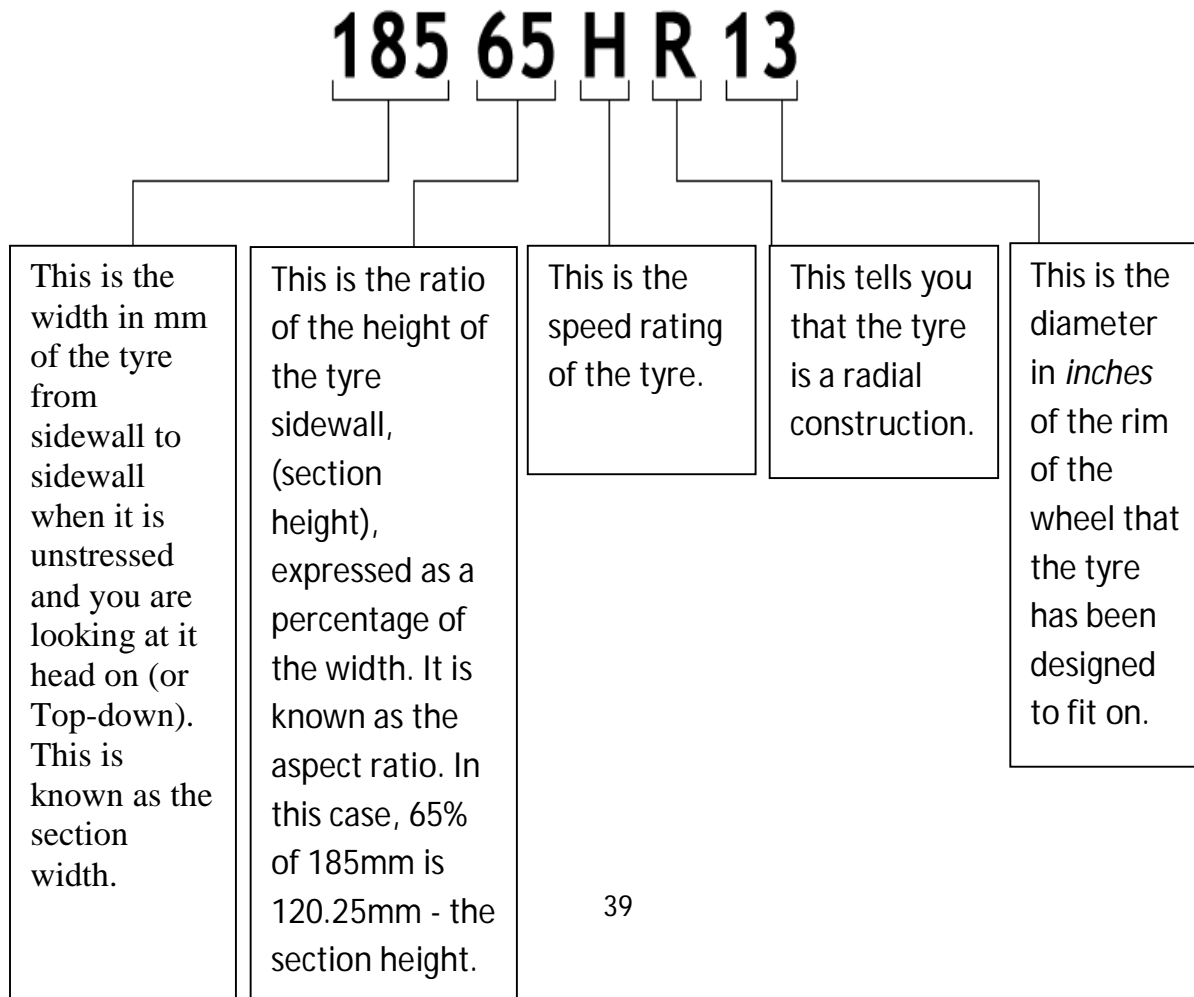 185 65 H R 13
This is the
width in mm
of the tyre
from
sidewall to
sidewall
when it is
unstressed
and you are
looking at it
head on (or
Top-down).
This is
known as the
section
width.
This is the ratio
of the height of
the tyre
sidewall,
(section
height),
expressed as a
percentage of
the width. It is
known as the
aspect ratio. In
this case, 65%
of 185mm is
120.25mm - the
section height.
This is the
speed rating
of the tyre.
This tells you
that the tyre
is a radial
construction.
This is the
diameter
in inches
of the rim
of the
wheel that
the tyre
has been
designed
to fit on.
39